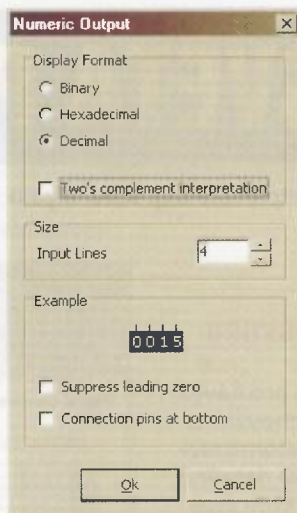 Numeric Output
Display Format
Binary
Hexadecimal
Decimal
Two's complement interpretation
Size
Input Lines
4
Example
0015
Suppress leading zero
Connection pins at bottom
Ok
Cancel